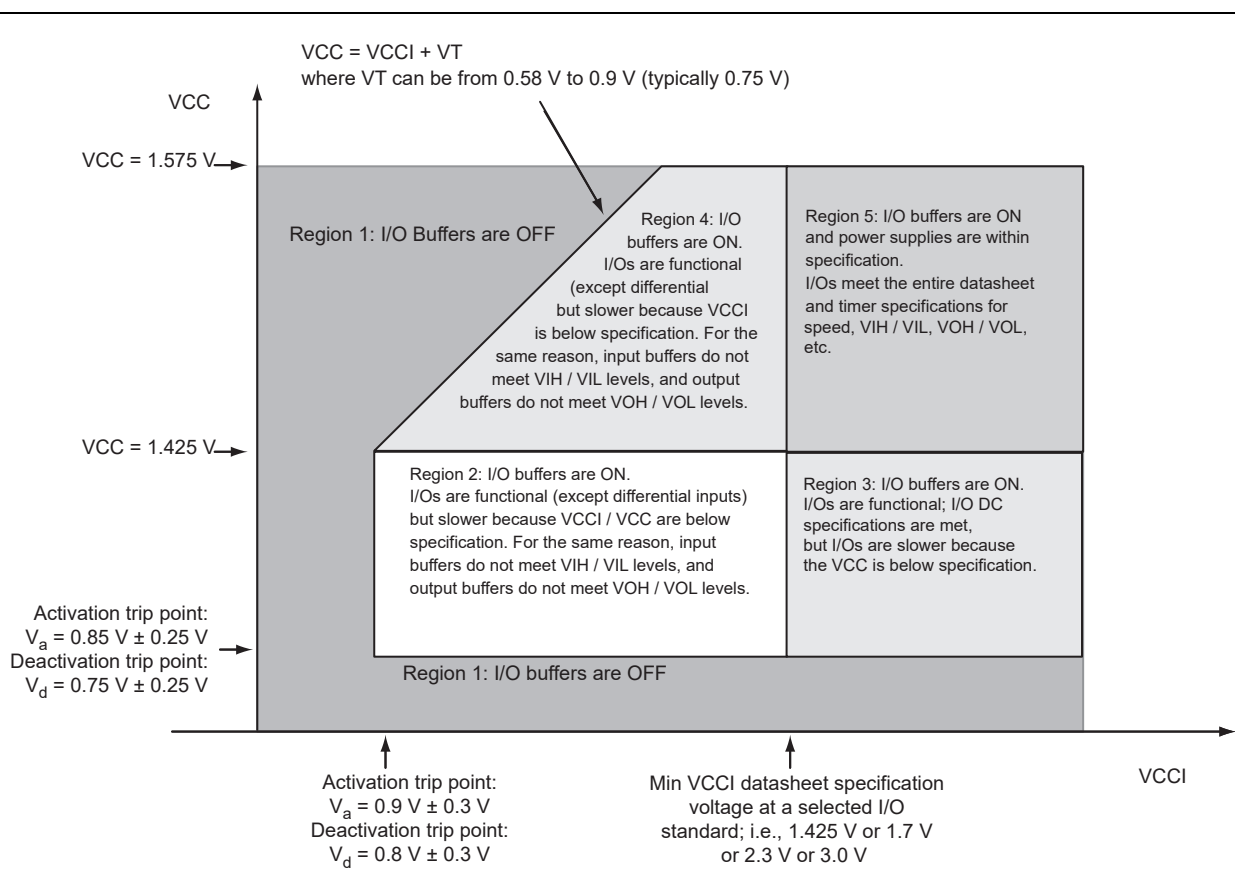 VCC = VCCI + VT
where VT can be from 0.58 V to 0.9 V (typically 0.75 V)
VCC
VCC = 1.575 V
Region 1: I/O Buffers are OFF
Region 4: I/O
buffers are ON.
I/Os are functional
(except differential
but slower because VCCI
is below specification. For the
same reason, input buffers do not
meet VIH / VIL levels, and output
buffers do not meet VOH / VOL levels.
Region 5: I/O buffers are ON
and power supplies are within
specification.
I/Os meet the entire datasheet
and timer specifications for
speed, VIH / VIL, VOH / VOL,
etc.
VCC = 1.425 V
Region 2: I/O buffers are ON.
I/Os are functional (except differential inputs)
but slower because VCCI / VCC are below
specification. For the same reason, input
buffers do not meet VIH / VIL levels, and
output buffers do not meet VOH / VOL levels.
Region 3: I/O buffers are ON.
I/Os are functional; I/O DC
specifications are met,
but I/Os are slower because
the VCC is below specification.
Activation trip point:
Va = 0.85 V ± 0.25 V
Deactivation trip point:
Vd = 0.75 V ± 0.25 V
Region 1: I/O buffers are OFF
Activation trip point:
Va = 0.9 V ± 0.3 V
Deactivation trip point:
Vd = 0.8 V ± 0.3 V
Min VCCI datasheet specification
voltage at a selected I/O
standard; i.e., 1.425 V or 1.7 V
or 2.3 V or 3.0 V
VCCI